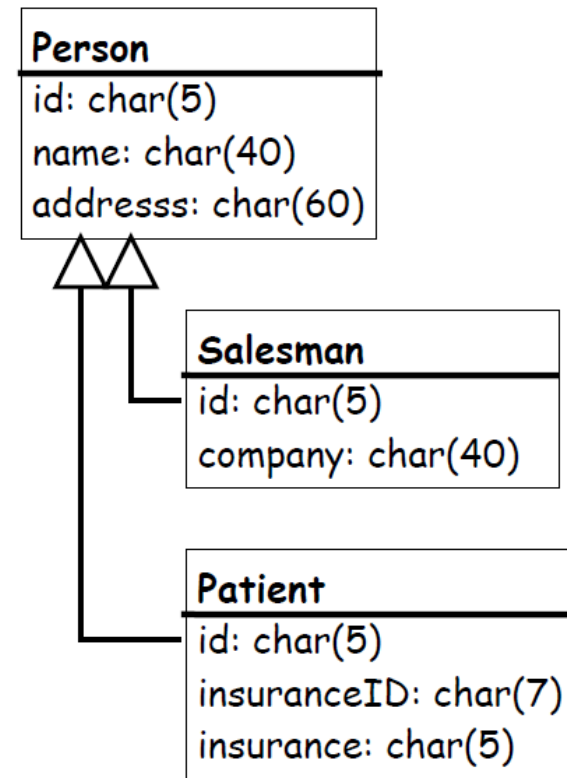 Person
id: char(5)
name: char(40)
addresss: char(60)
Salesman
id: char(5)
company: char(40)
Patient
id: char(5)
insuranceID: char(7)
insurance: char(5)